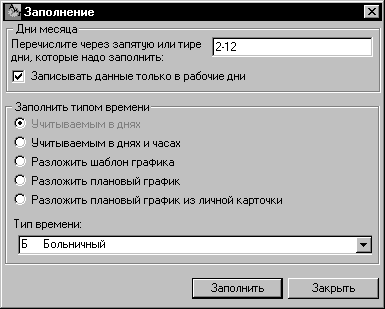 Заполнение
Дни месяца
Перечислите через запятую или тире
дни, которые надо заполнить:
2-12
Записывать данные только в рабочие дни
Заполнить типом времени
Учитываемым в днях
Учитываемым в днях и часах
Разложить шаблон графика
Разложить плановый график
Разложить плановый график из личной карточки
Тип времени:
Б Больничный
Заполнить
Закрыть